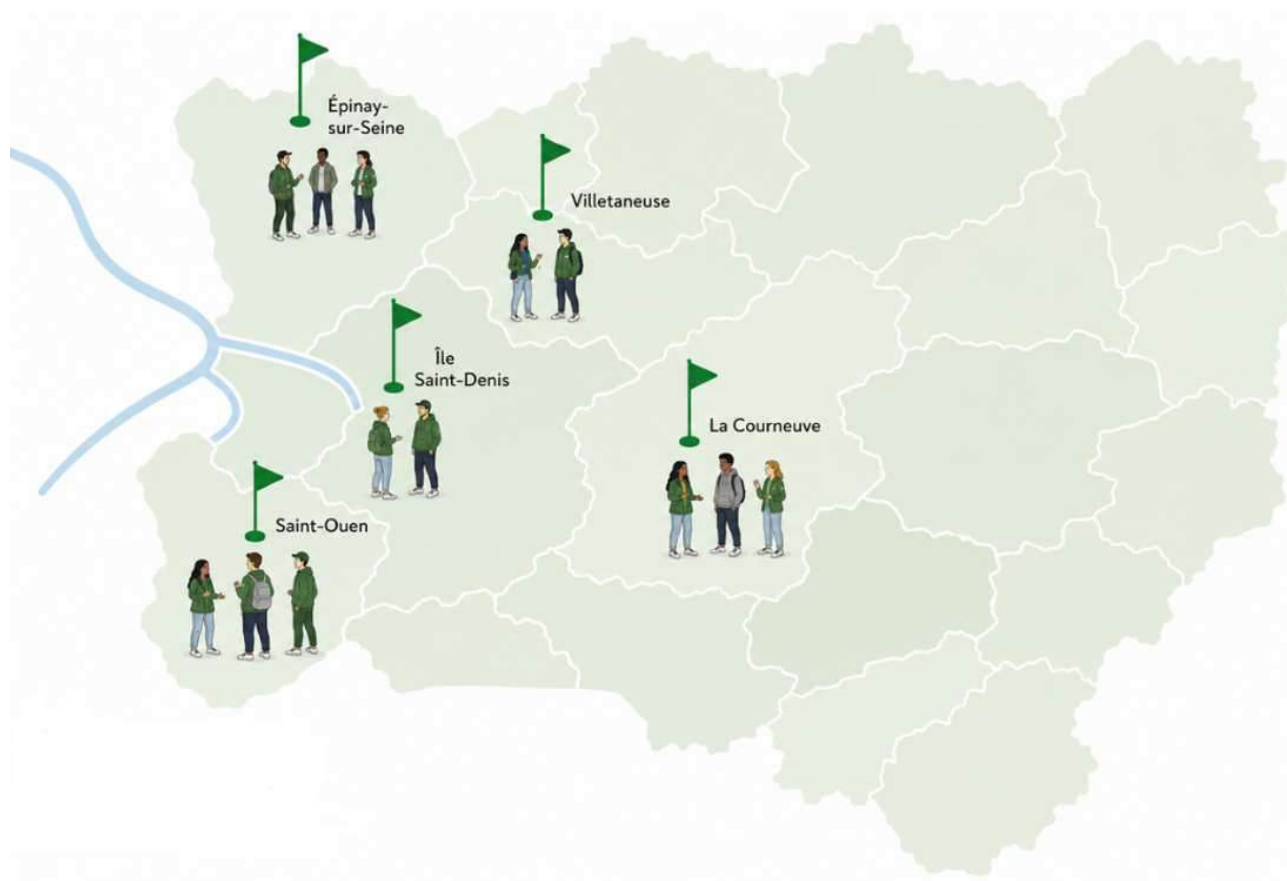 Épinay-
sur-Seine
Villetaneuse
Île
Saint-Denis
La Courneuve
Saint-Ouen